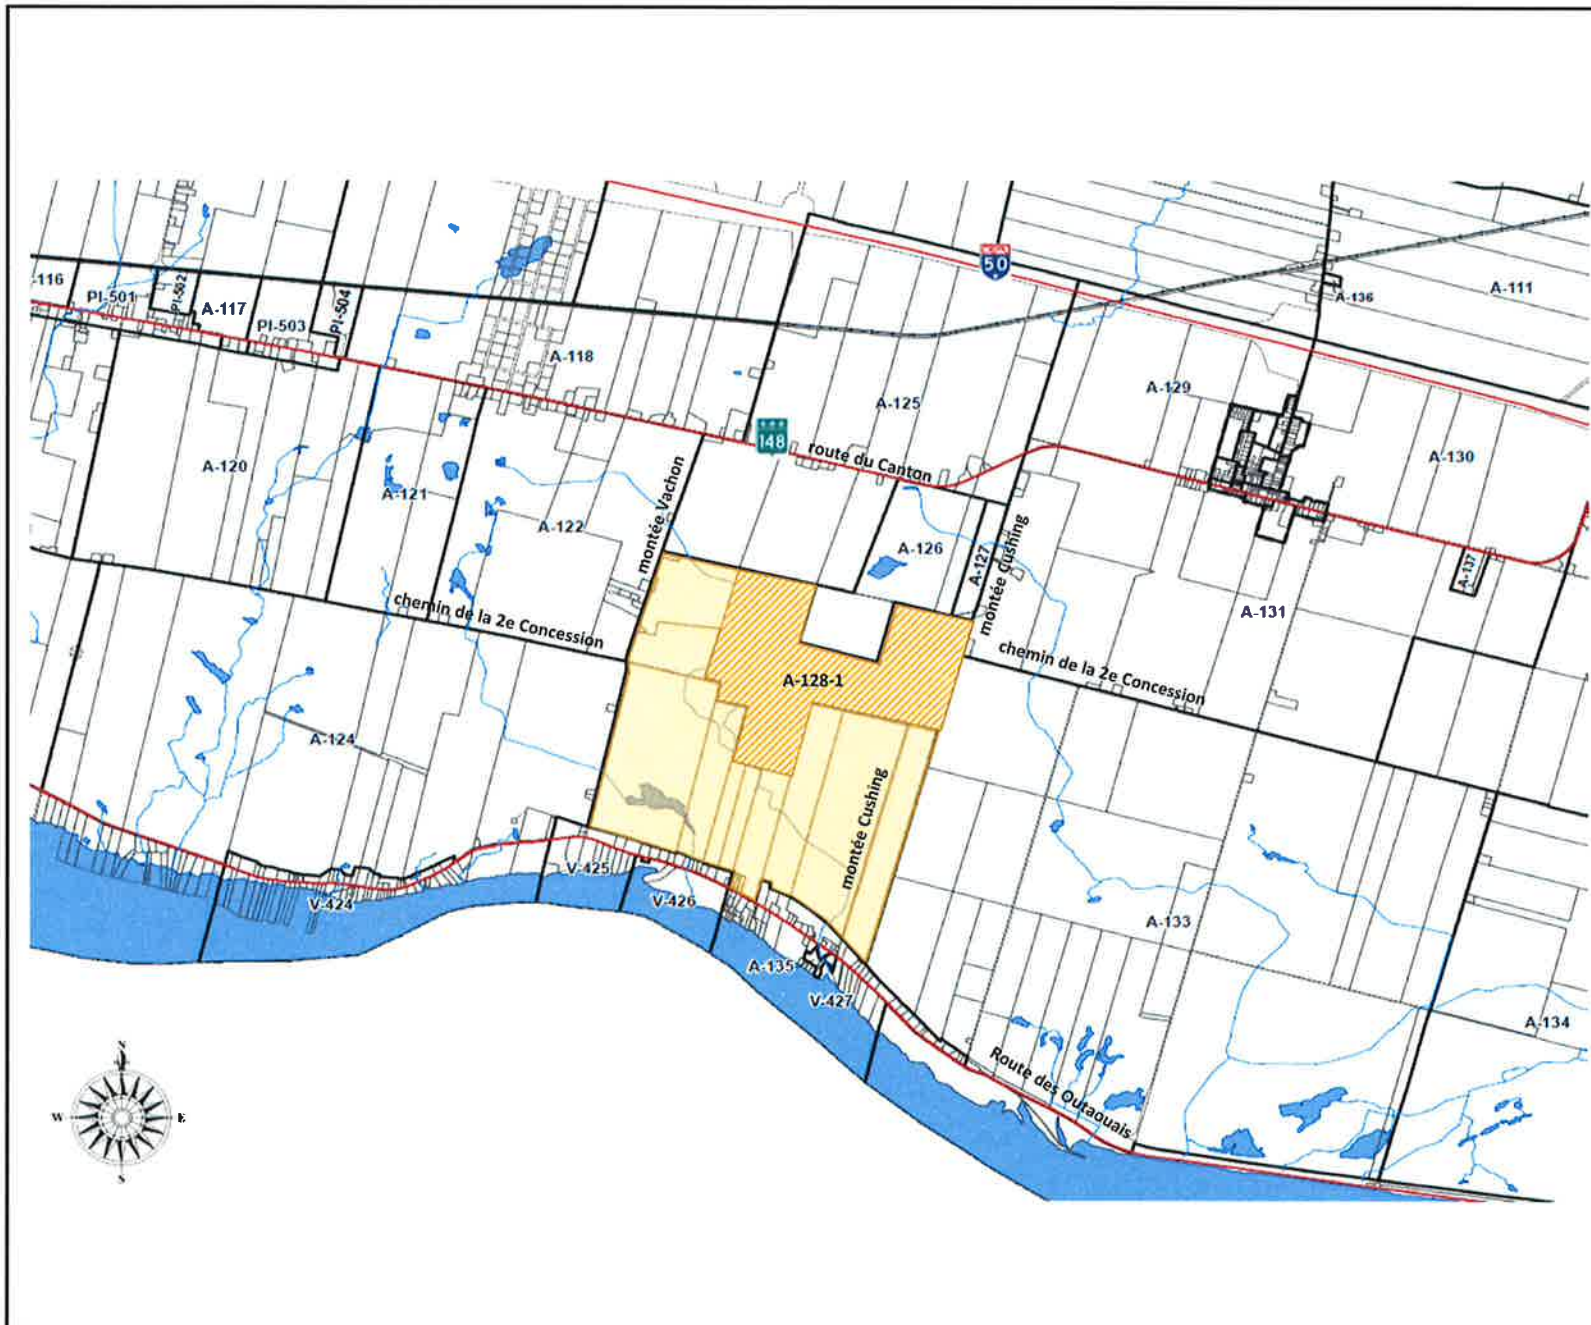 50
A-111
A-136
-116
PI-501
PI-502
A-117
PI-503
PI-504
A-118
A-129
A-125
148
route du Canton
A-130
A-120
A-121
A-122
montée Vachon
A-126
A-127
montée Cushing
A-137
A-131
chemin de la 2e Concession
chemin de la 2e Concession
A-128-1
A-124
montée Cushing
V-424
V-425
V-426
A-133
A-135
V-427
A-134
Route des Outaouais
N
W
E
S